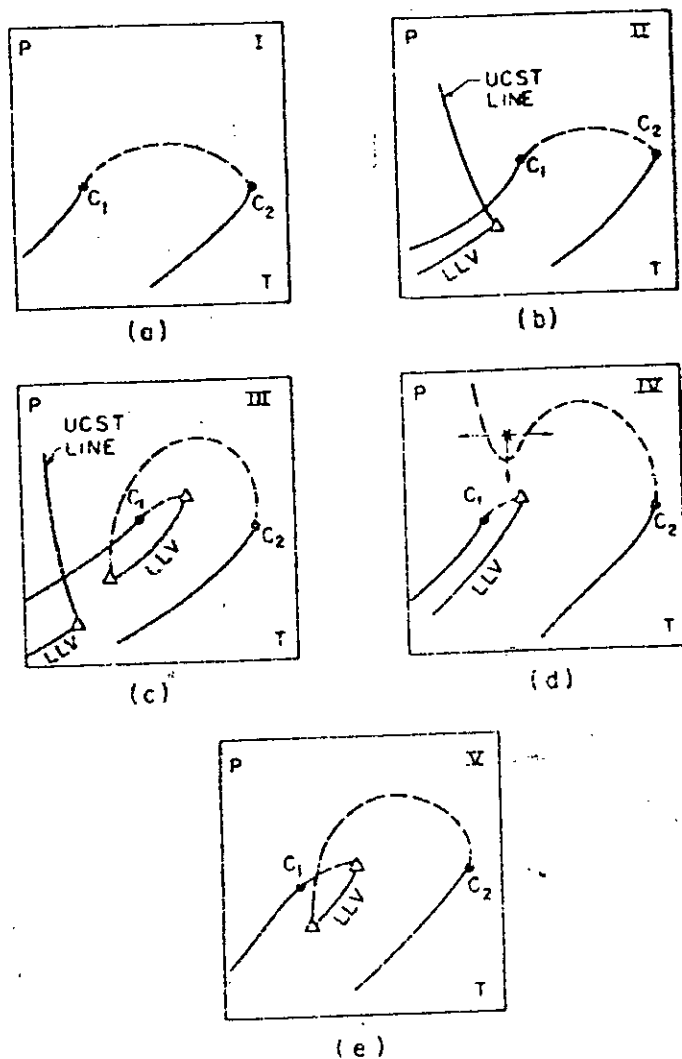 P I
C1
C2
T
(a)
P II
UCST
LINE
C2
C1
LLV
T
(b)
P III
UCST
LINE
C1
LLV
C2
LLV
T
(c)
P IV
C1
C2
LLV
T
(d)
P V
C1
C2
LLV
T
(e)